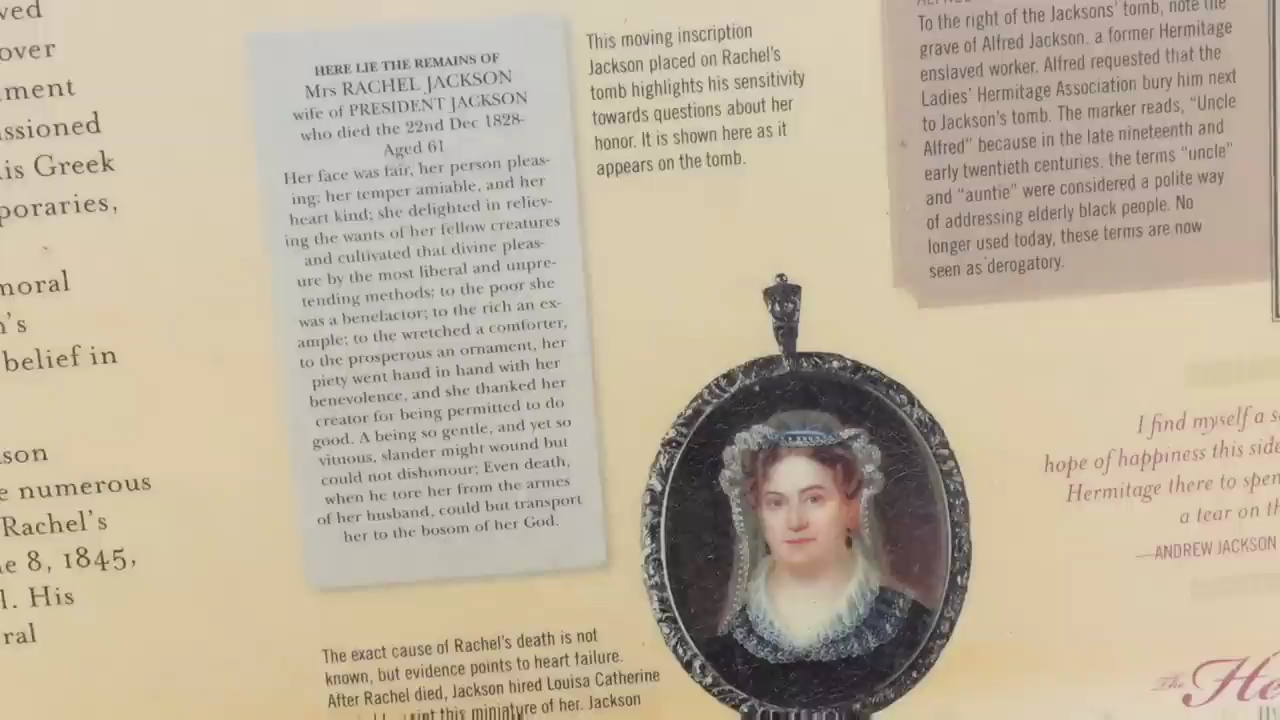 ved
over
ment
ssioned
is Greek
poraries,
moral
n's
belief in
son
e numerous
Rachel's
e 8, 1845,
l. His
ral
HERE LIE THE REMAINS OF
Mrs RACHEL JACKSON
wife of PRESIDENT JACKSON
who died the 22nd Dec 1828-
Aged 61
Her face was fair, her person pleas-
ing; her temper amiable, and her
heart kind; she delighted in reliev-
ing the wants of her fellow creatures
and cultivated that divine pleas-
ure by the most liberal and unpre-
tending methods; to the poor she
was a benefactor; to the rich an ex-
ample; to the wretched a comforter,
to the prosperous an ornament, her
piety went hand in hand with her
benevolence, and she thanked her
creator for being permitted to do
good. A being so gentle, and yet so
vituous, slander might wound but
could not dishonour; Even death,
when he tore her from the armes
of her husband, could but transport
her to the bosom of her God.
This moving inscription
Jackson placed on Rachel's
tomb highlights his sensitivity
towards questions about her
honor. It is shown here as it
appears on the tomb.
To the right of the Jacksons' tomb, note the
grave of Alfred Jackson, a former Hermitage
enslaved worker. Alfred requested that the
Ladies' Hermitage Association bury him next
to Jackson's tomb. The marker reads, "Uncle
Alfred" because in the late nineteenth and
early twentieth centuries, the terms "uncle"
and "auntie" were considered a polite way
of addressing elderly black people. No
longer used today, these terms are now
seen as derogatory.
I find myself a s
hope of happiness this side
Hermitage there to spen
a tear on th
—ANDREW JACKSON
The exact cause of Rachel's death is not
known, but evidence points to heart failure.
After Rachel died, Jackson hired Louisa Catherine
paint this miniature of her. Jackson
The He